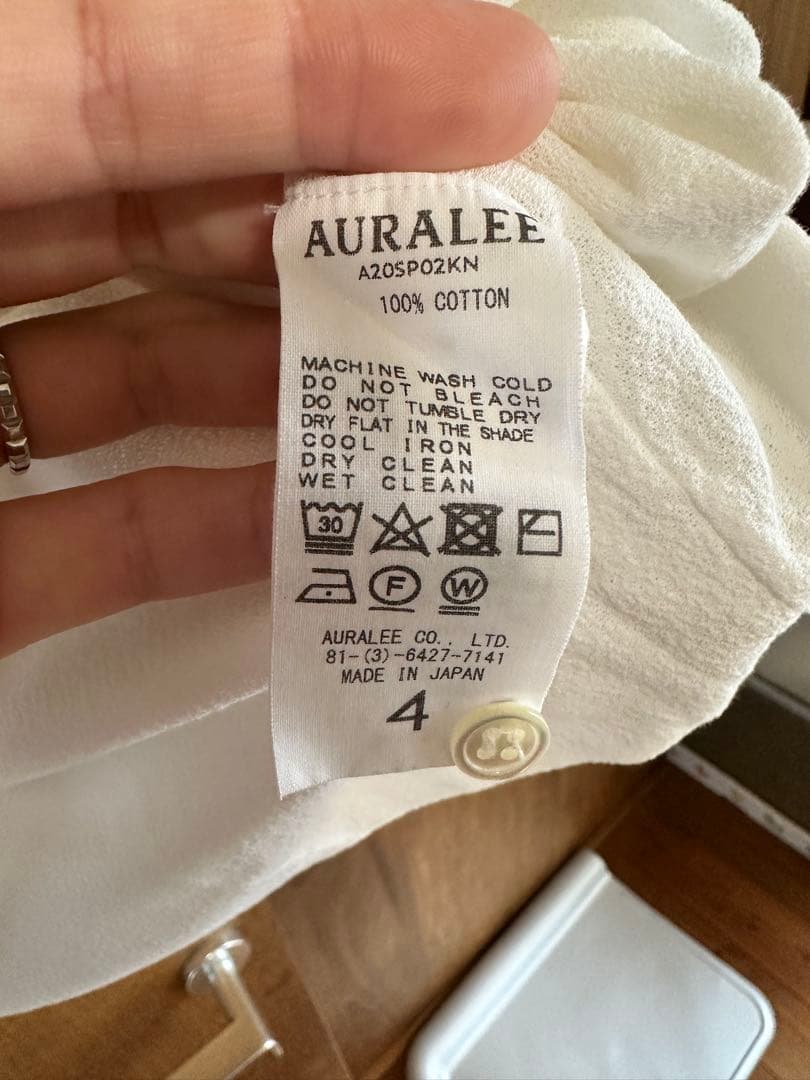 AURALEE
A20SP02KN
100% COTTON
MACHINE WASH COLD
DO NOT BLEACH
DO NOT TUMBLE DRY
DRY FLAT IN THE SHADE
COOL IRON
DRY CLEAN
WET CLEAN
30
F W
AURALEE CO., LTD.
81-(3)-6427-7141
MADE IN JAPAN
4